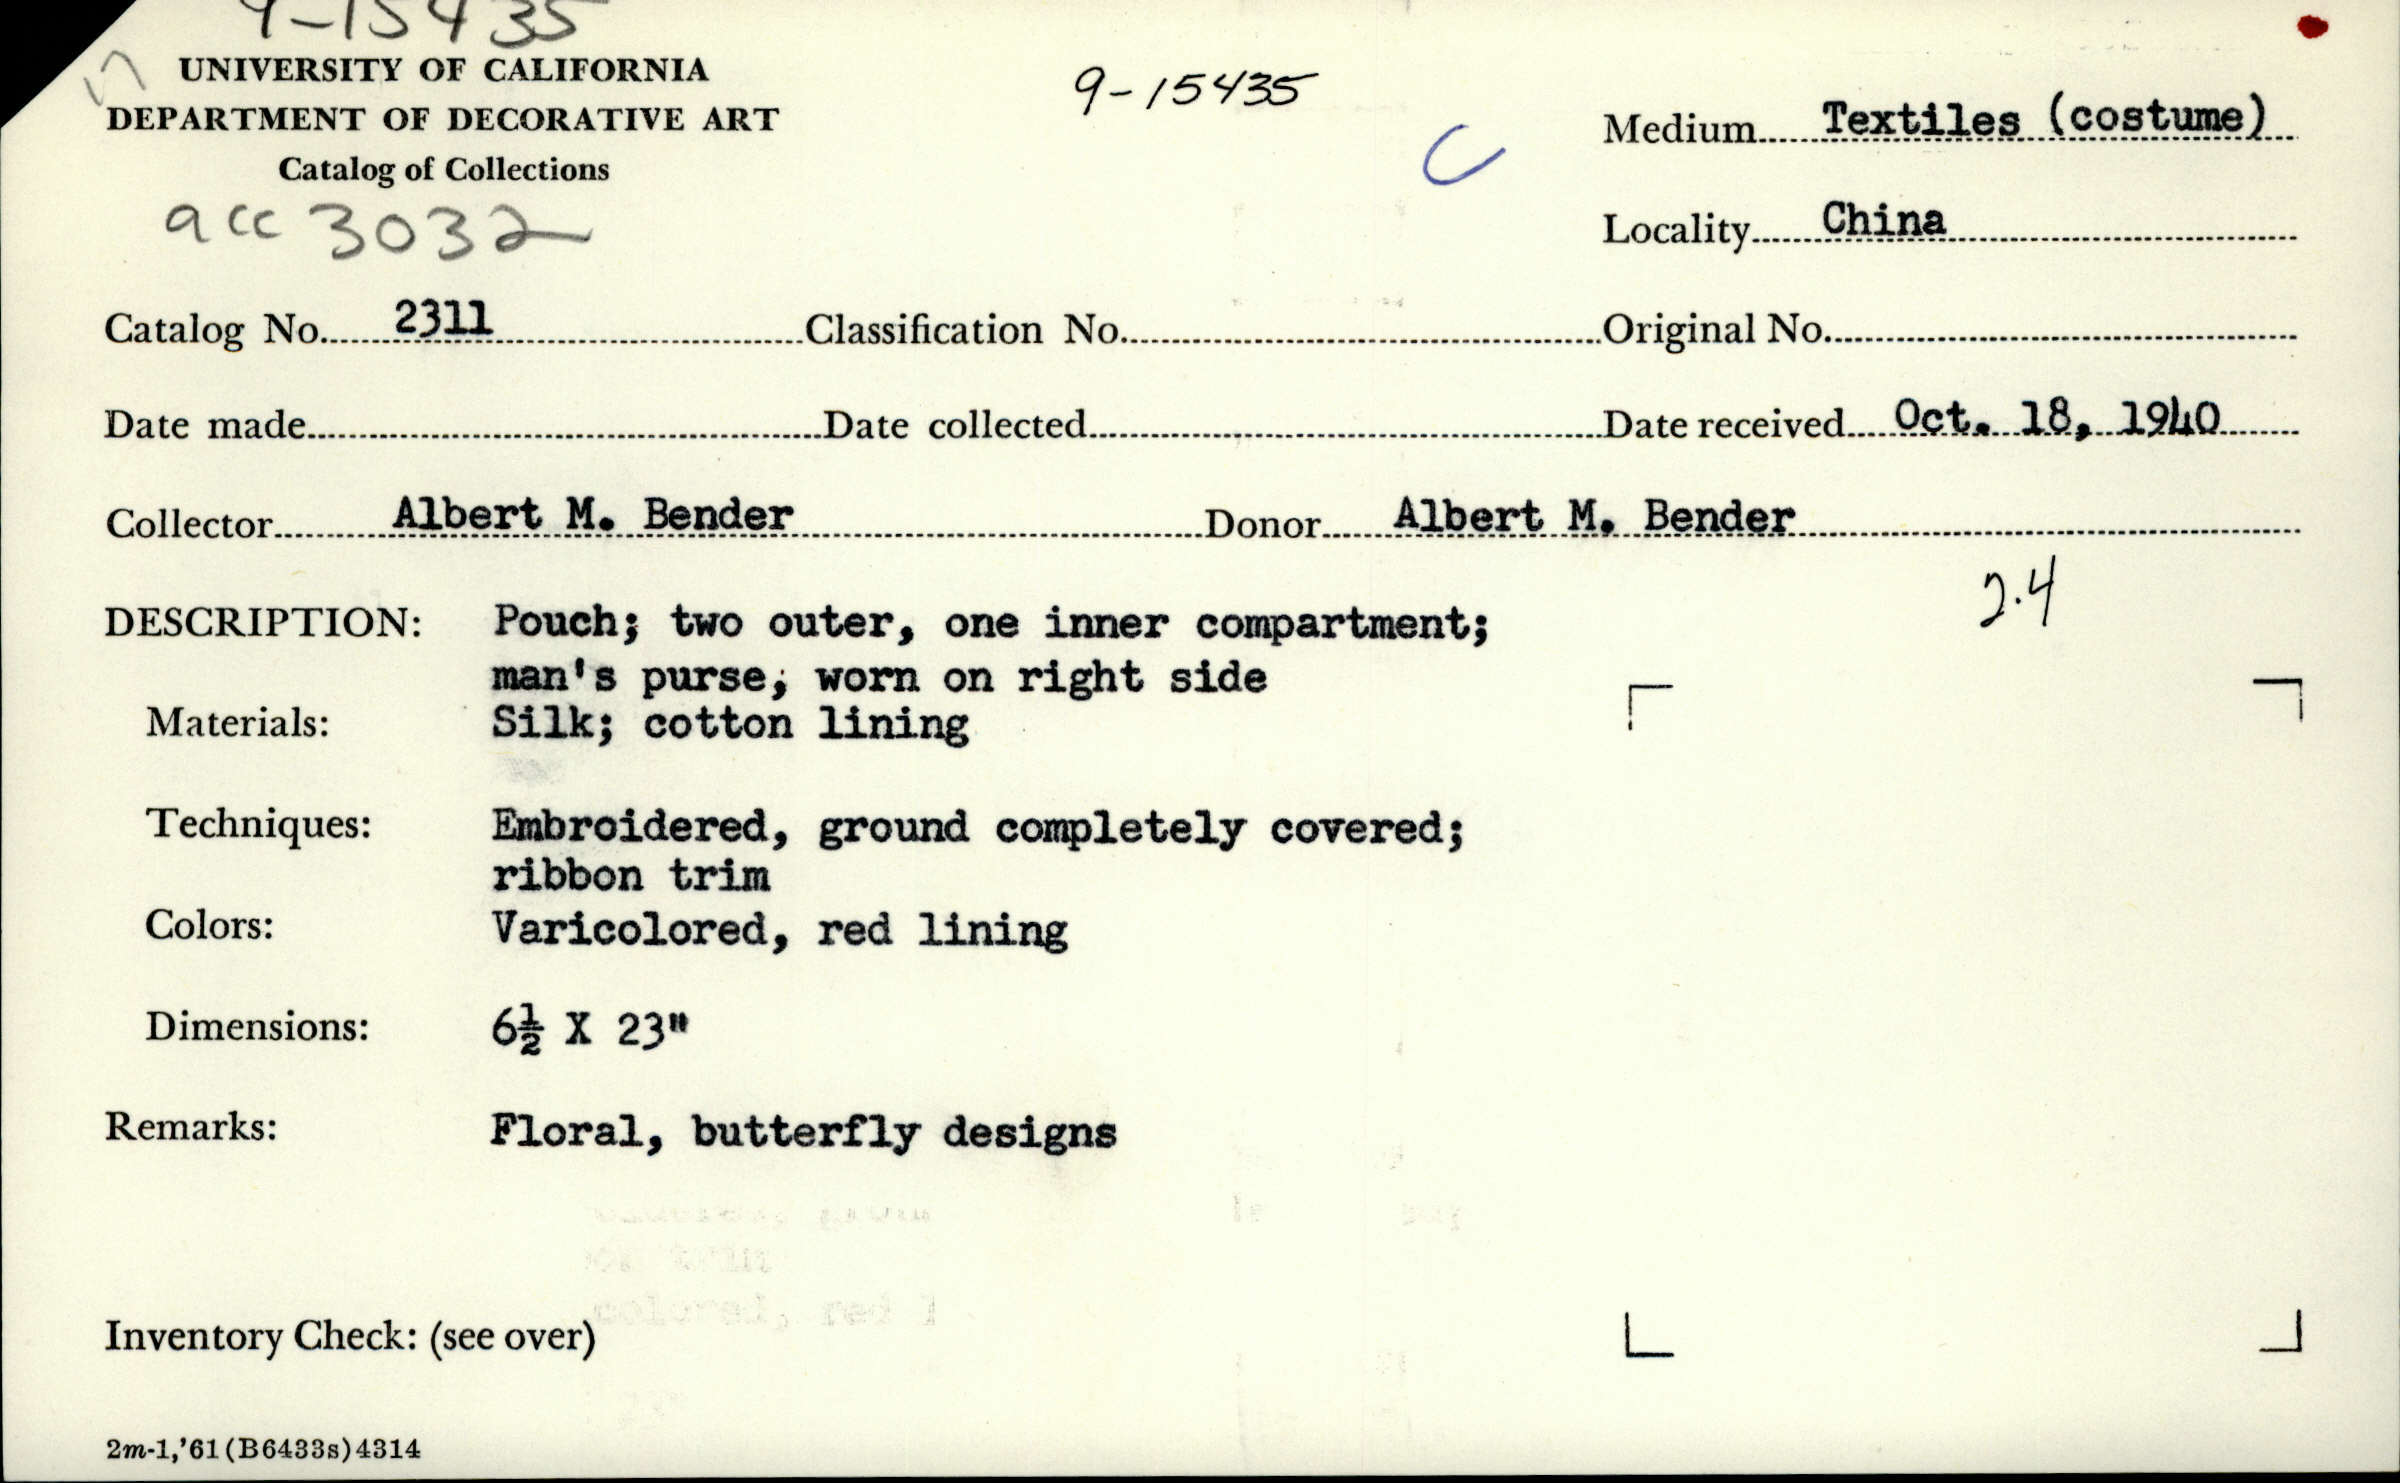 9-15435
UNIVERSITY OF CALIFORNIA
DEPARTMENT OF DECORATIVE ART
Catalog of Collections
acc 3032
9-15435
C
Medium Textiles (costume)
Locality China
Catalog No. 2311 Classification No. Original No.
Date made Date collected Date received Oct. 18, 1940
Collector Albert M. Bender Donor Albert M. Bender
2.4
DESCRIPTION: Pouch; two outer, one inner compartment;
man's purse; worn on right side
Materials: Silk; cotton lining
Techniques: Embroidered, ground completely covered;
ribbon trim
Colors: Varicolored, red lining
Dimensions: 6½ X 23"
Remarks: Floral, butterfly designs
Inventory Check: (see over)
2m-1,'61(B6433s)4314